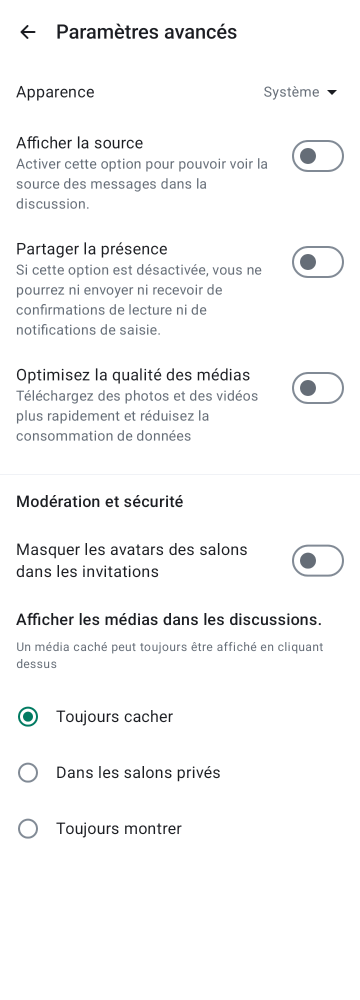 Paramètres avancés
Apparence
Système
Afficher la source
Activer cette option pour pouvoir voir la
source des messages dans la
discussion.
Partager la présence
Si cette option est désactivée, vous ne
pourrez ni envoyer ni recevoir de
confirmations de lecture ni de
notifications de saisie.
Optimisez la qualité des médias
Téléchargez des photos et des vidéos
plus rapidement et réduisez la
consommation de données
Modération et sécurité
Masquer les avatars des salons
dans les invitations
Afficher les médias dans les discussions.
Un média caché peut toujours être affiché en cliquant
dessus
Toujours cacher
Dans les salons privés
Toujours montrer